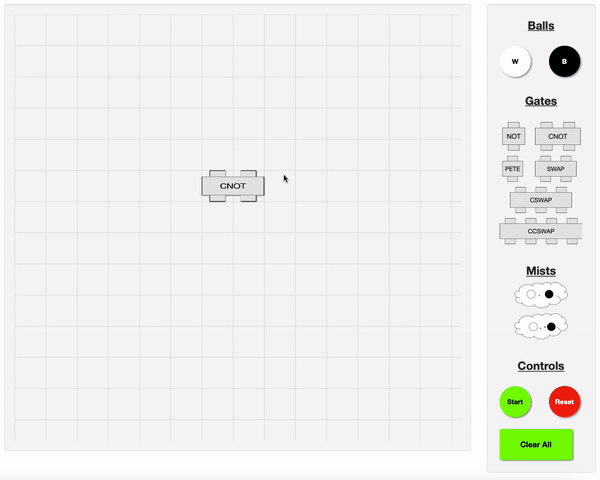 CNOT
Balls
W B
Gates
NOT CNOT
PETE SWAP
CSWAP
CCSWAP
Mists
Controls
Start Reset
Clear All